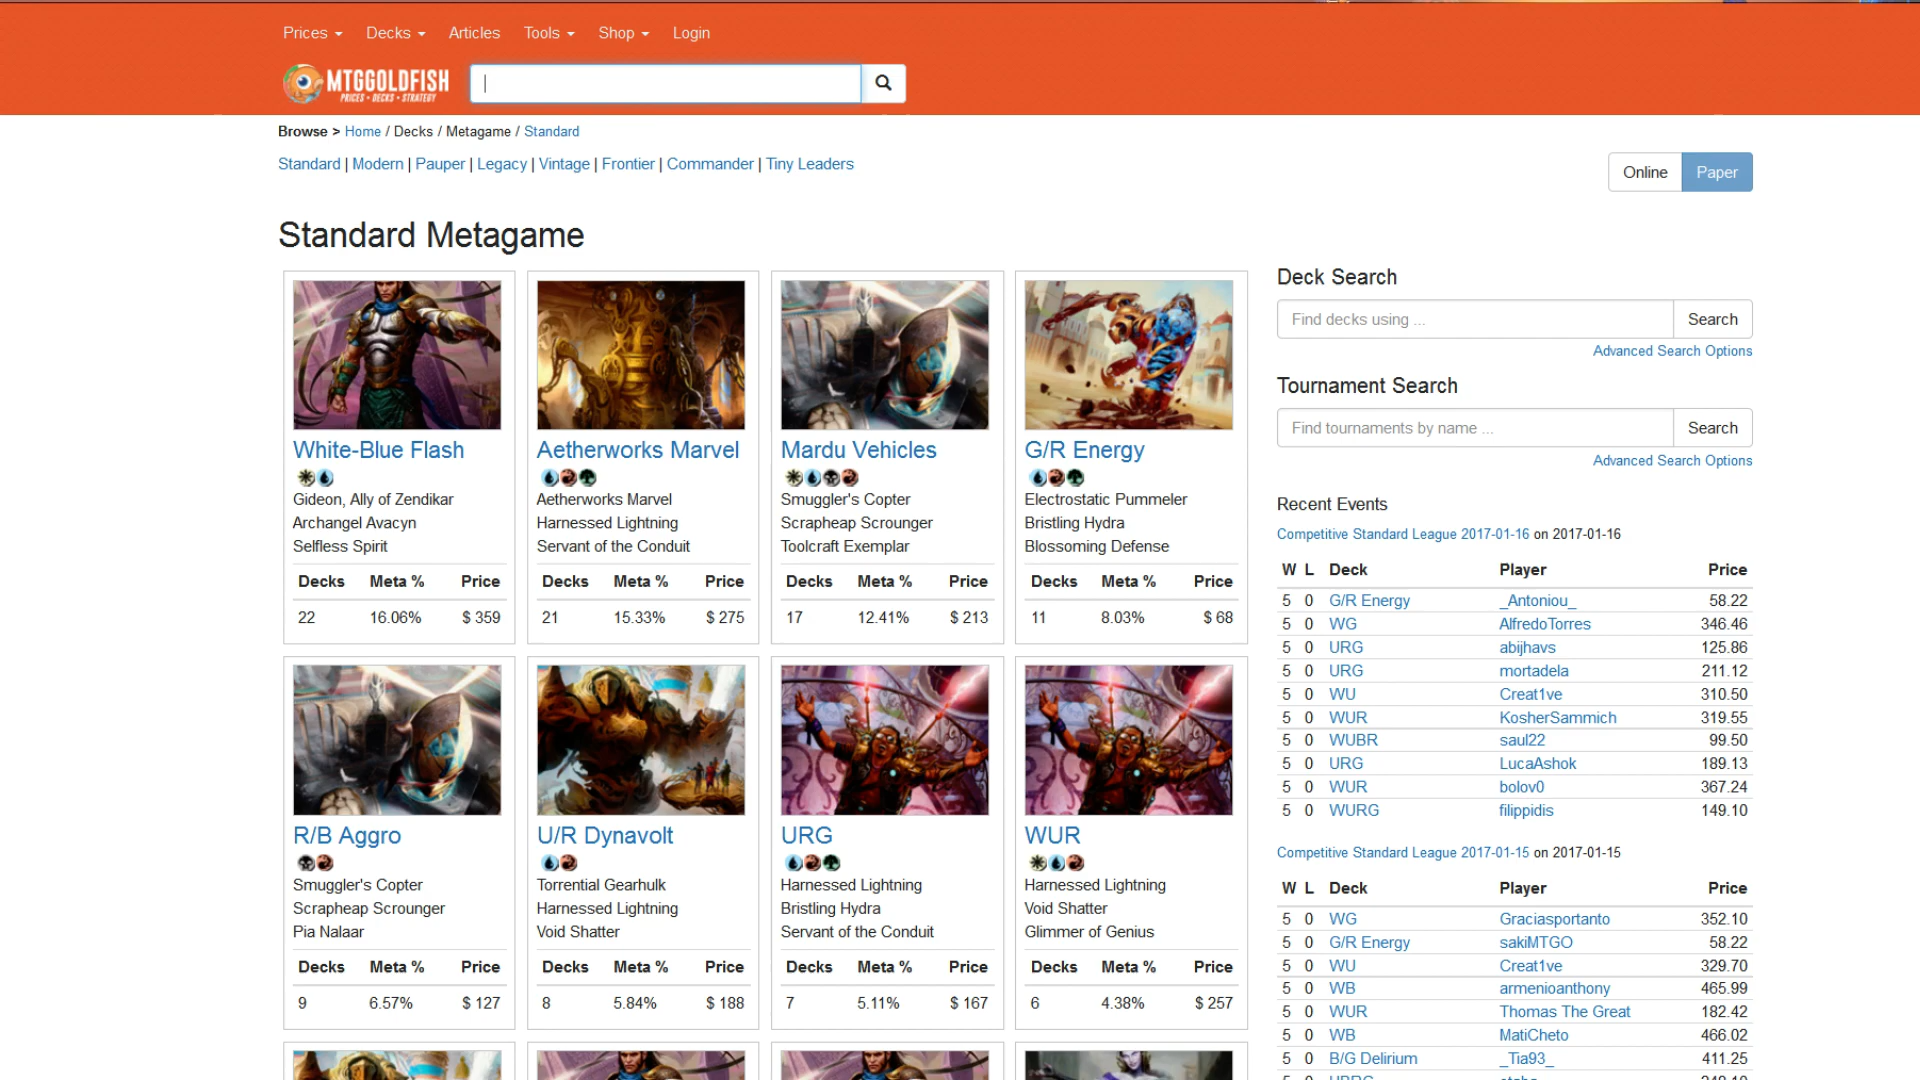 Prices Decks Articles Tools Shop Login
MTGGOLDFISH
PRICES • DECKS • STRATEGY
Browse > Home / Decks / Metagame / Standard
Standard | Modern | Pauper | Legacy | Vintage | Frontier | Commander | Tiny Leaders
Online Paper
Standard Metagame
White-Blue Flash
Gideon, Ally of Zendikar
Archangel Avacyn
Selfless Spirit
Decks Meta % Price
22 16.06% $ 359
Aetherworks Marvel
Aetherworks Marvel
Harnessed Lightning
Servant of the Conduit
Decks Meta % Price
21 15.33% $ 275
Mardu Vehicles
Smuggler's Copter
Scrapheap Scrounger
Toolcraft Exemplar
Decks Meta % Price
17 12.41% $ 213
G/R Energy
Electrostatic Pummeler
Bristling Hydra
Blossoming Defense
Decks Meta % Price
11 8.03% $ 68
R/B Aggro
Smuggler's Copter
Scrapheap Scrounger
Pia Nalaar
Decks Meta % Price
9 6.57% $ 127
U/R Dynavolt
Torrential Gearhulk
Harnessed Lightning
Void Shatter
Decks Meta % Price
8 5.84% $ 188
URG
Harnessed Lightning
Bristling Hydra
Servant of the Conduit
Decks Meta % Price
7 5.11% $ 167
WUR
Harnessed Lightning
Void Shatter
Glimmer of Genius
Decks Meta % Price
6 4.38% $ 257
Deck Search
Find decks using ... Search
Advanced Search Options
Tournament Search
Find tournaments by name ... Search
Advanced Search Options
Recent Events
Competitive Standard League 2017-01-16 on 2017-01-16
W L Deck Player Price
5 0 G/R Energy _Antoniou_ 58.22
5 0 WG AlfredoTorres 346.46
5 0 URG abijhavs 125.86
5 0 URG mortadela 211.12
5 0 WU Creat1ve 310.50
5 0 WUR KosherSammich 319.55
5 0 WUBR saul22 99.50
5 0 URG LucaAshok 189.13
5 0 WUR bolov0 367.24
5 0 WURG filippidis 149.10
Competitive Standard League 2017-01-15 on 2017-01-15
W L Deck Player Price
5 0 WG Graciasportanto 352.10
5 0 G/R Energy sakiMTGO 58.22
5 0 WU Creat1ve 329.70
5 0 WB armenioanthony 465.99
5 0 WUR Thomas The Great 182.42
5 0 WB MatiCheto 466.02
5 0 B/G Delirium _Tia93_ 411.25